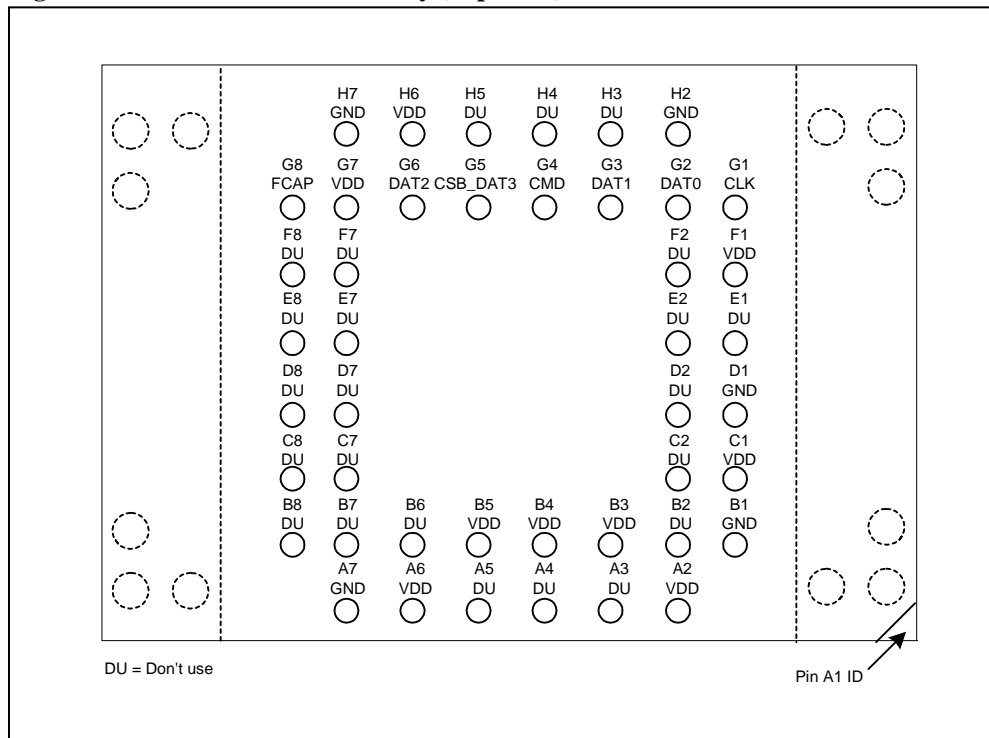 H7 H6 H5 H4 H3 H2
GND VDD DU DU DU GND
G8 G7 G6 G5 G4 G3 G2 G1
FCAP VDD DAT2 CSB_DAT3 CMD DAT1 DAT0 CLK
F8 F7 F2 F1
DU DU DU VDD
E8 E7 E2 E1
DU DU DU DU
D8 D7 D2 D1
DU DU DU GND
C8 C7 C2 C1
DU DU DU VDD
B8 B7 B6 B5 B4 B3 B2 B1
DU DU DU VDD VDD VDD DU GND
A7 A6 A5 A4 A3 A2
GND VDD DU DU DU VDD
DU = Don't use
Pin A1 ID